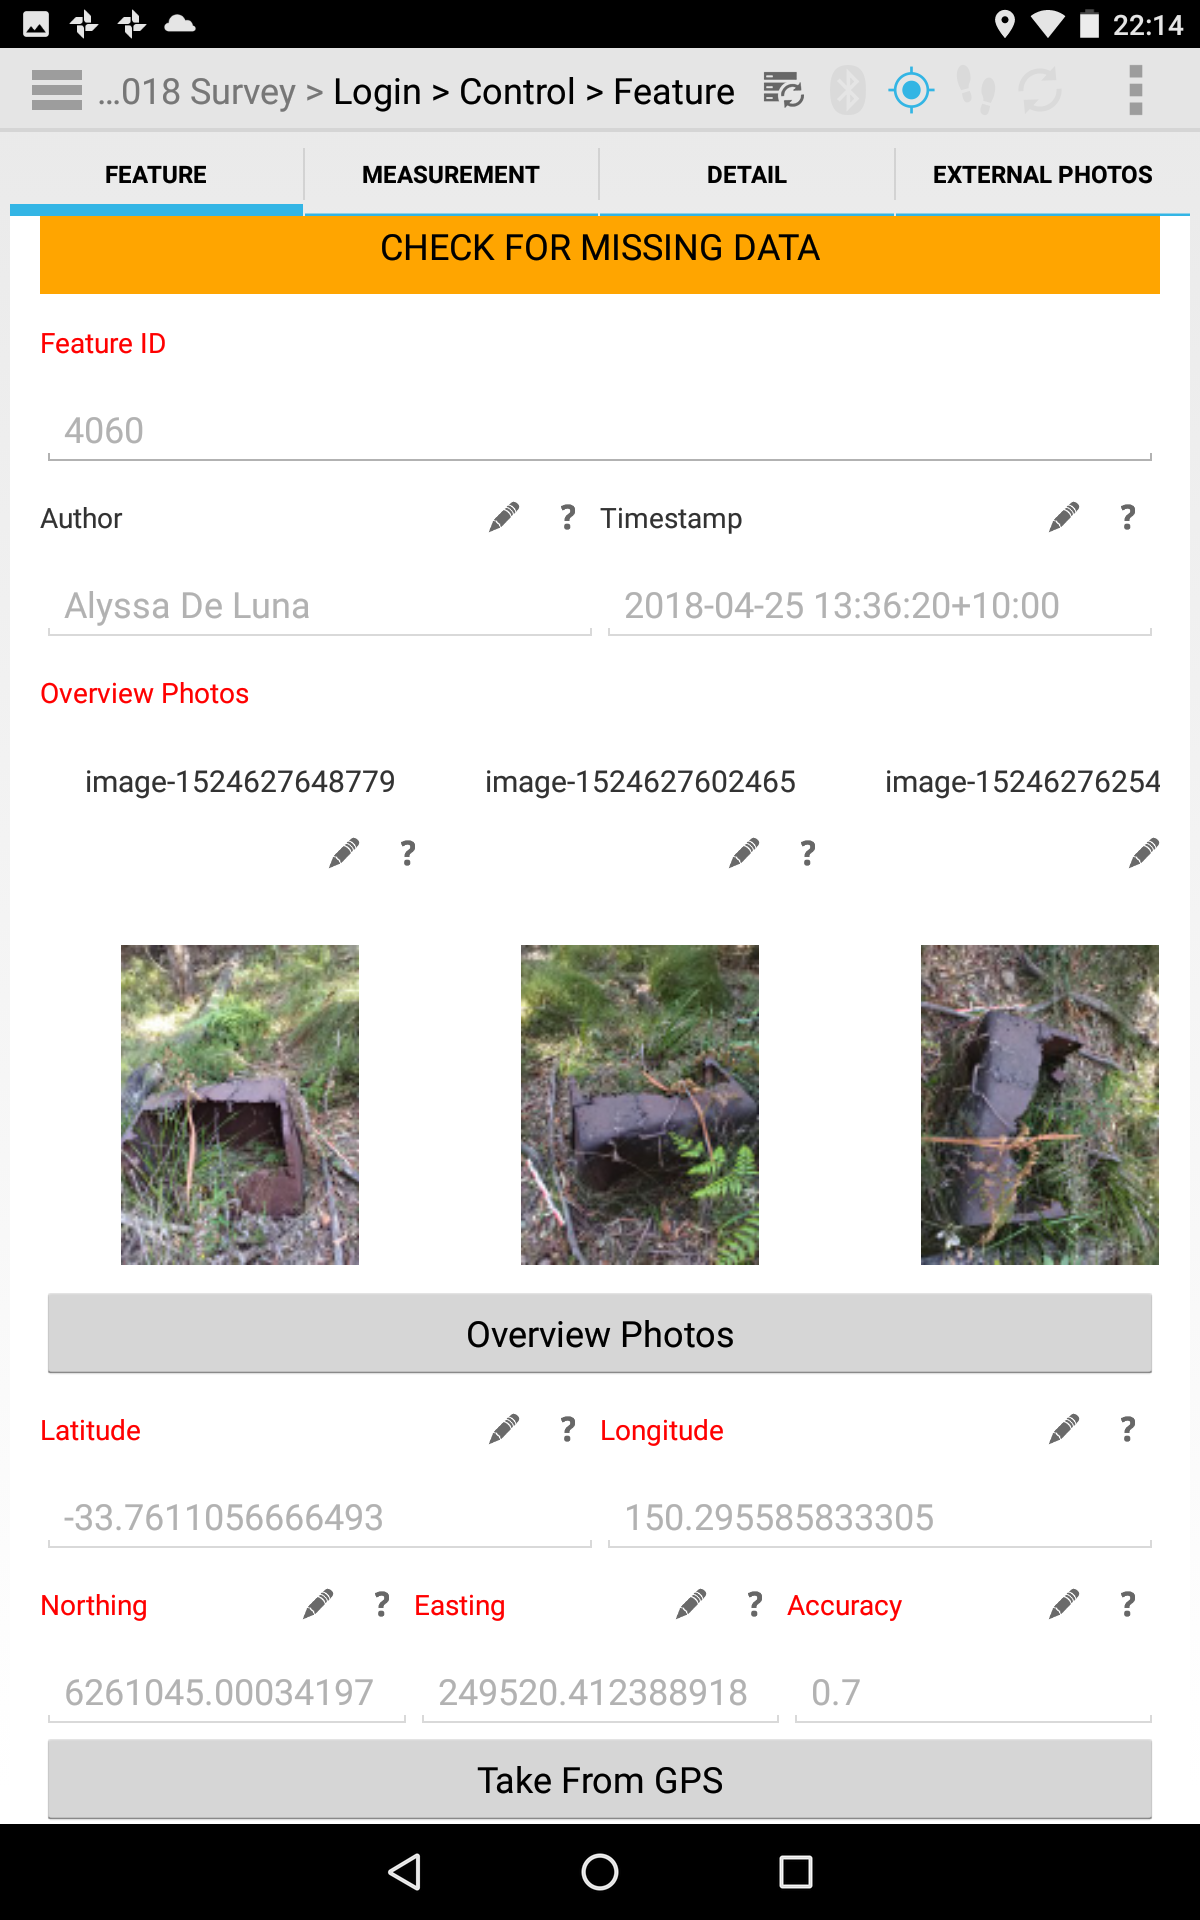 22:14
...018 Survey > Login > Control > Feature
FEATURE MEASUREMENT DETAIL EXTERNAL PHOTOS
CHECK FOR MISSING DATA
Feature ID
4060
Author ? Timestamp ?
Alyssa De Luna 2018-04-25 13:36:20+10:00
Overview Photos
image-1524627648779 image-1524627602465 image-15246276254
? ?
Overview Photos
Latitude ? Longitude ?
-33.7611056666493 150.295585833305
Northing ? Easting ? Accuracy ?
6261045.00034197 249520.412388918 0.7
Take From GPS